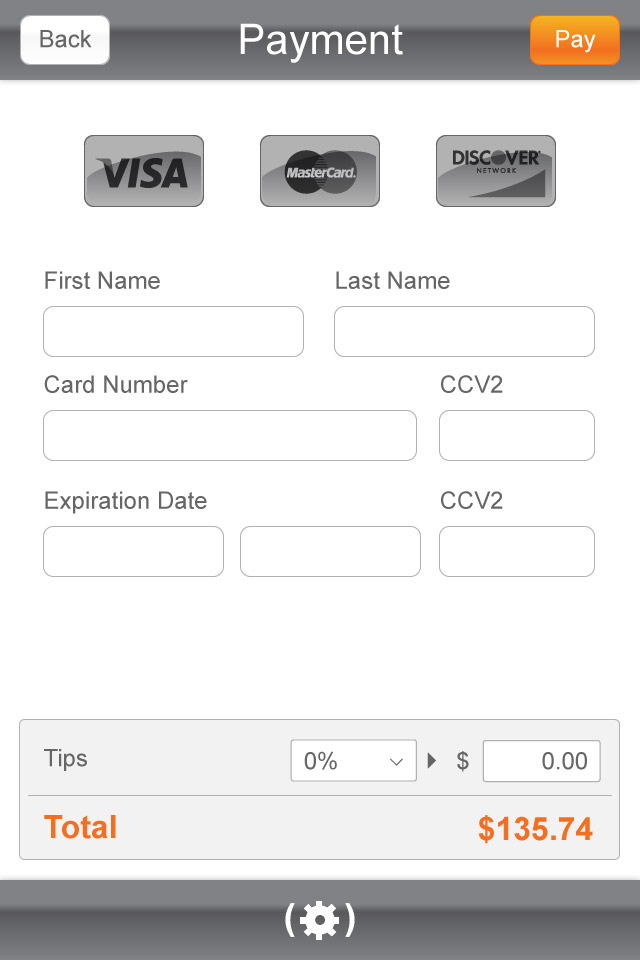 Back Payment Pay
VISA MasterCard. DISCOVER®
NETWORK
First Name Last Name
Card Number CCV2
Expiration Date CCV2
Tips 0% $ 0.00
Total $135.74